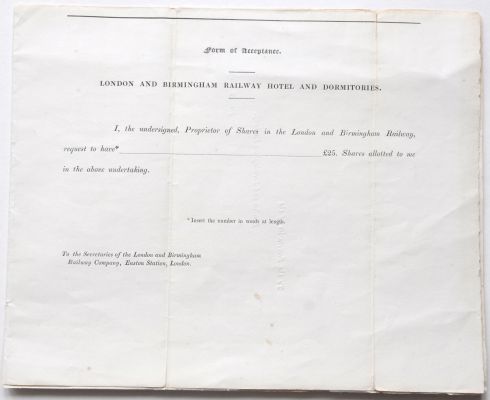 Form of Acceptance.
LONDON AND BIRMINGHAM RAILWAY HOTEL AND DORMITORIES.
I, the undersigned, Proprietor of Shares in the London and Birmingham Railway,
request to have* £25. Shares allotted to me
in the above undertaking.
*Insert the number in words at length.
To the Secretaries of the London and Birmingham
Railway Company, Euston Station, London.